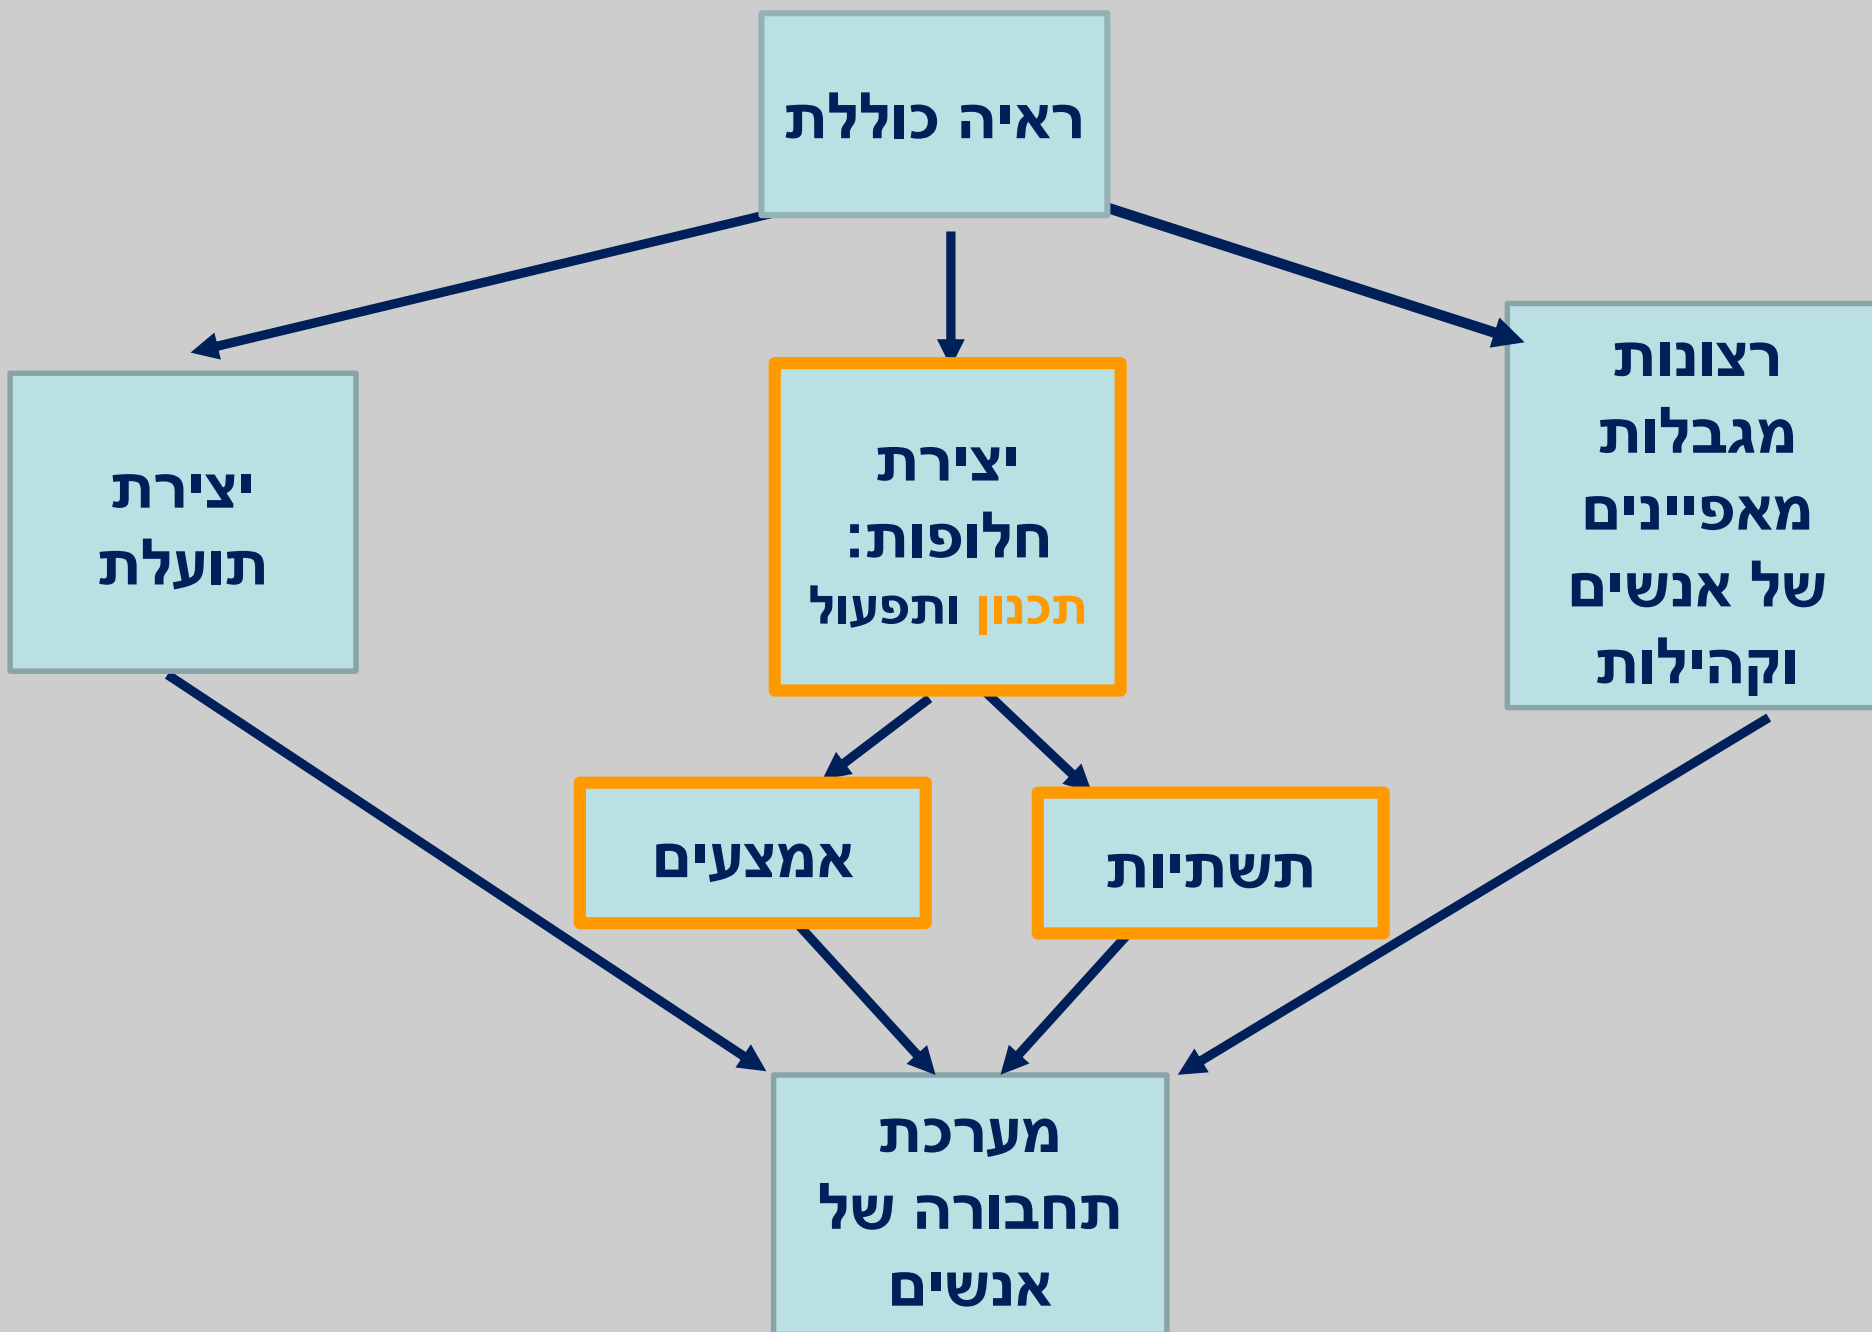 ראיה כוללת
רצונות
מגבלות
מאפיינים
של אנשים
וקהילות
יצירת
חלופות:
תכנון ותפעול
יצירת
תועלת
תשתיות
אמצעים
מערכת
תחבורה של
אנשים